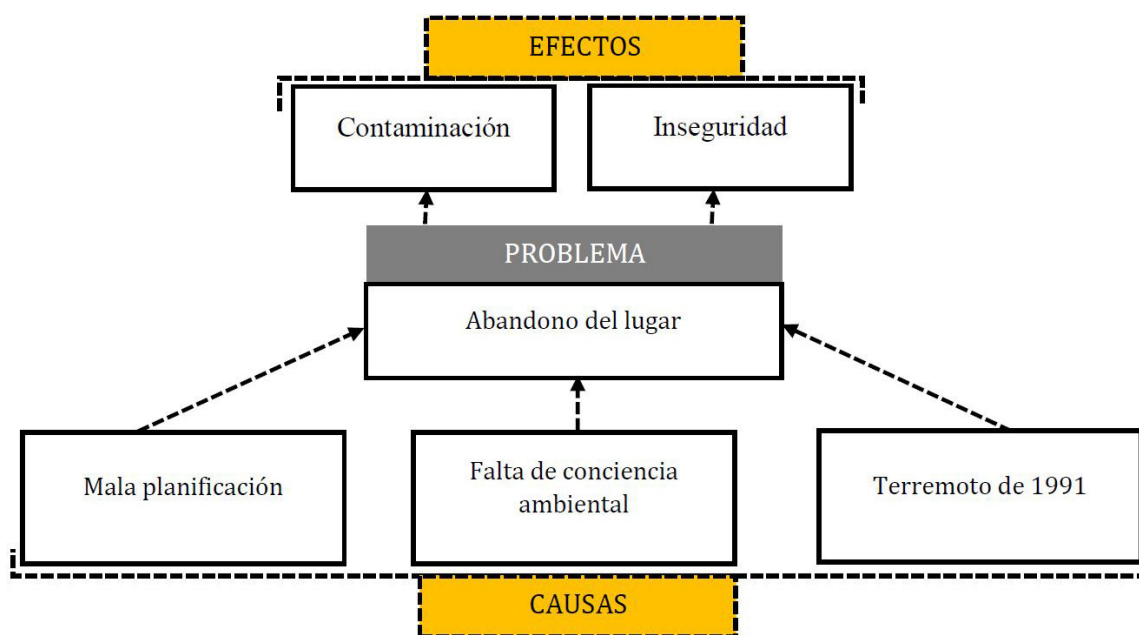 EFECTOS
Contaminación
Inseguridad
PROBLEMA
Abandono del lugar
Mala planificación
Falta de conciencia
ambiental
Terremoto de 1991
CAUSAS